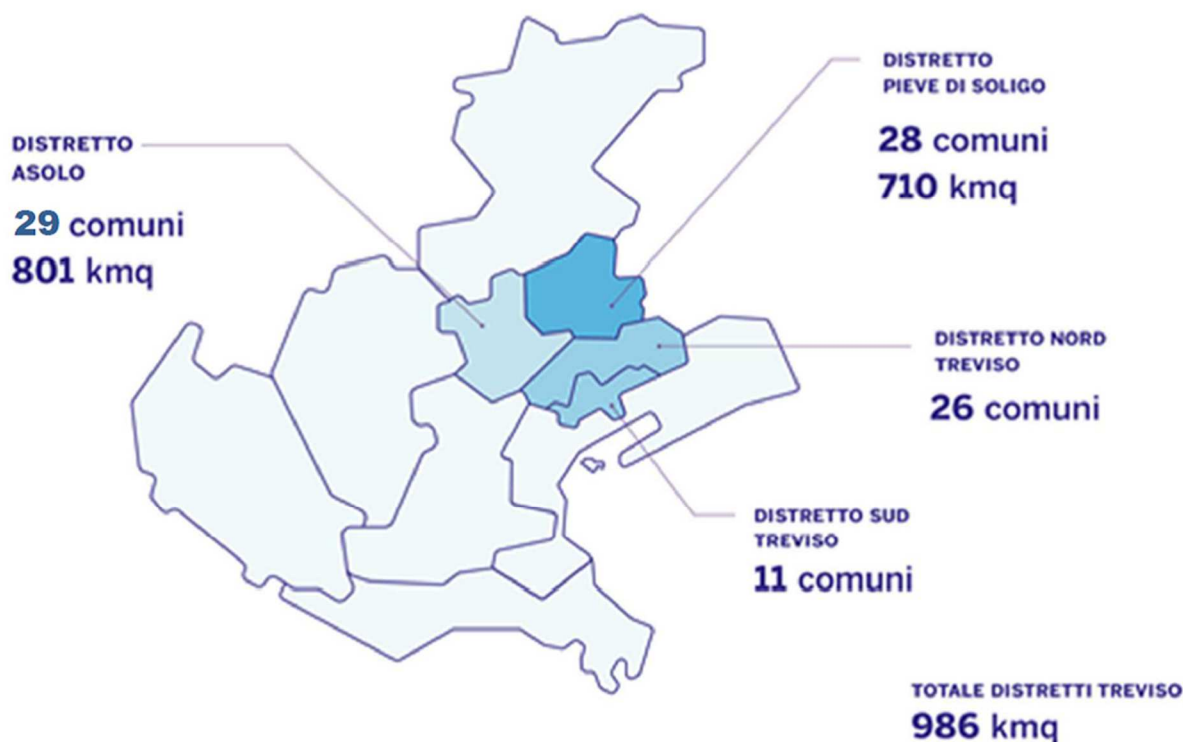 DISTRETTO
ASOLO
29 comuni
801 kmq
DISTRETTO
PIEVE DI SOLIGO
28 comuni
710 kmq
DISTRETTO NORD
TREVISO
26 comuni
DISTRETTO SUD
TREVISO
11 comuni
TOTALE DISTRETTI TREVISO
986 kmq